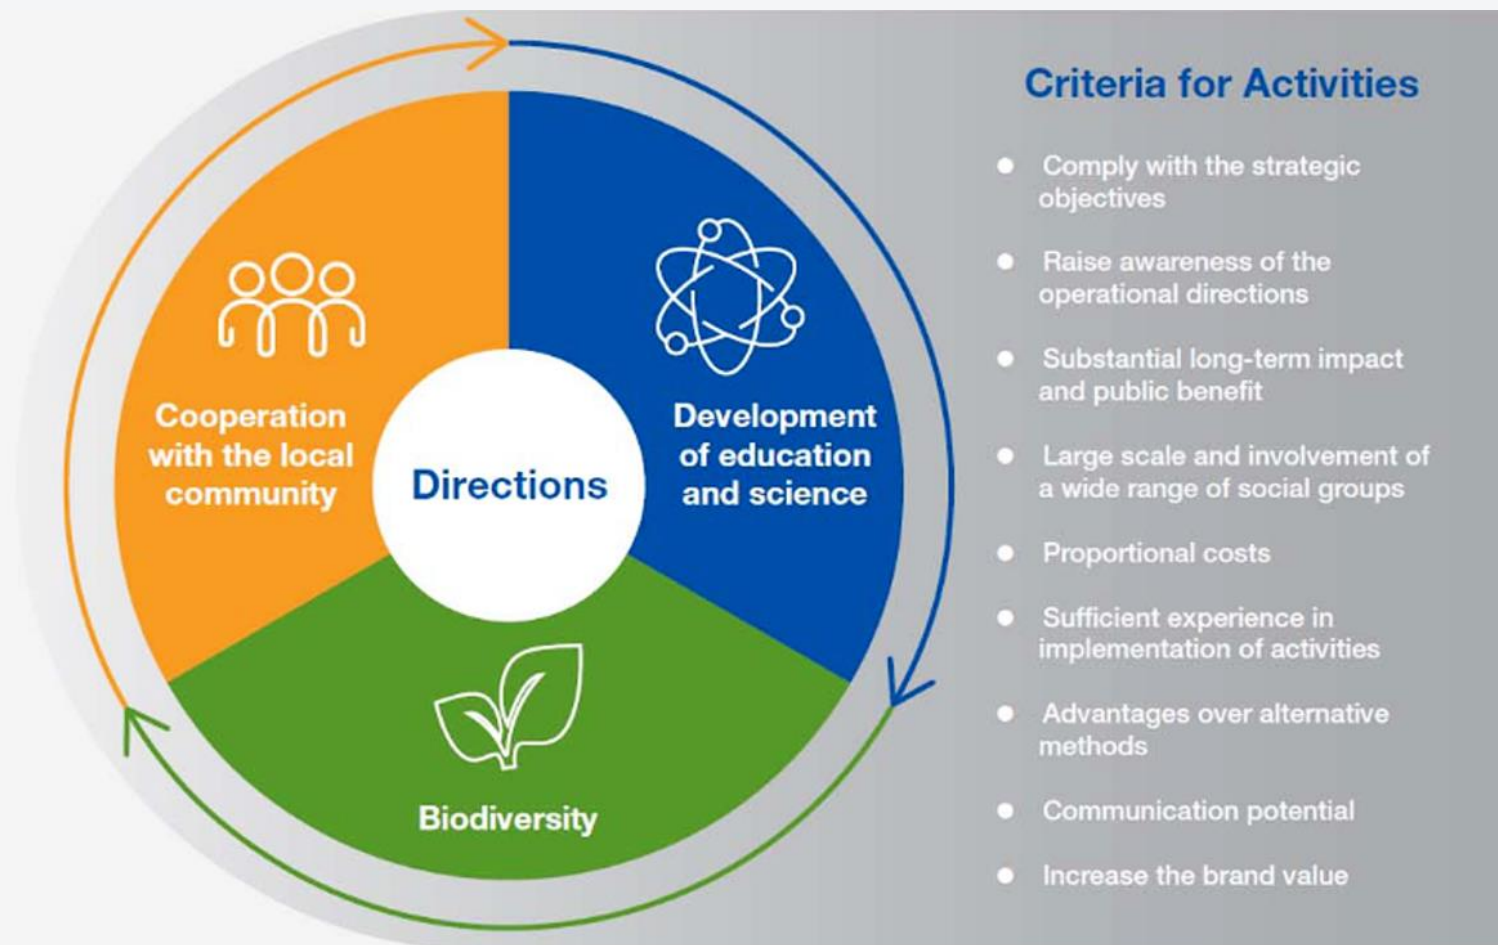 Cooperation
with the local
community
Directions
Development
of education
and science
Biodiversity
Criteria for Activities
Comply with the strategic
objectives
Raise awareness of the
operational directions
Substantial long-term impact
and public benefit
Large scale and involvement of
a wide range of social groups
Proportional costs
Sufficient experience in
implementation of activities
Advantages over alternative
methods
Communication potential
Increase the brand value